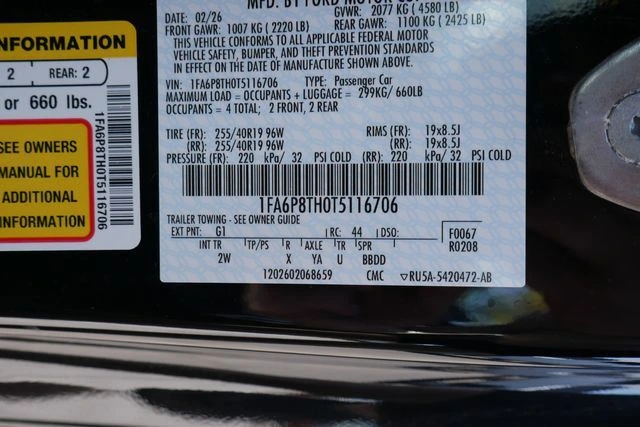 INFORMATION
2 REAR: 2
or 660 lbs.
SEE OWNERS
MANUAL FOR
ADDITIONAL
INFORMATION
1FA6P8TH0T5116706
MFD. BY FORD MOTOR CO
DATE: 02/26 GVWR: 2077 KG ( 4580 LB)
FRONT GAWR: 1007 KG ( 2220 LB) REAR GAWR: 1100 KG ( 2425 LB)
THIS VEHICLE CONFORMS TO ALL APPLICABLE FEDERAL MOTOR
VEHICLE SAFETY, BUMPER, AND THEFT PREVENTION STANDARDS
IN EFFECT ON THE DATE OF MANUFACTURE SHOWN ABOVE.
VIN: 1FA6P8TH0T5116706 TYPE: Passenger Car
MAXIMUM LOAD = OCCUPANTS + LUGGAGE = 299KG/ 660LB
OCCUPANTS = 4 TOTAL; 2 FRONT, 2 REAR
TIRE (FR): 255/40R19 96W RIMS (FR): 19x8.5J
(RR): 255/40R19 96W (RR): 19x8.5J
PRESSURE (FR): 220 kPa/ 32 PSI COLD (RR): 220 kPa/ 32 PSI COLD
1FA6P8TH0T5116706
TRAILER TOWING - SEE OWNER GUIDE
EXT PNT: G1 RC: 44 DSO: F0067
R0208
INT TR TP/PS R AXLE TR SPR
2W X YA U BBDD
1202602068659 CMC RU5A-5420472-AB